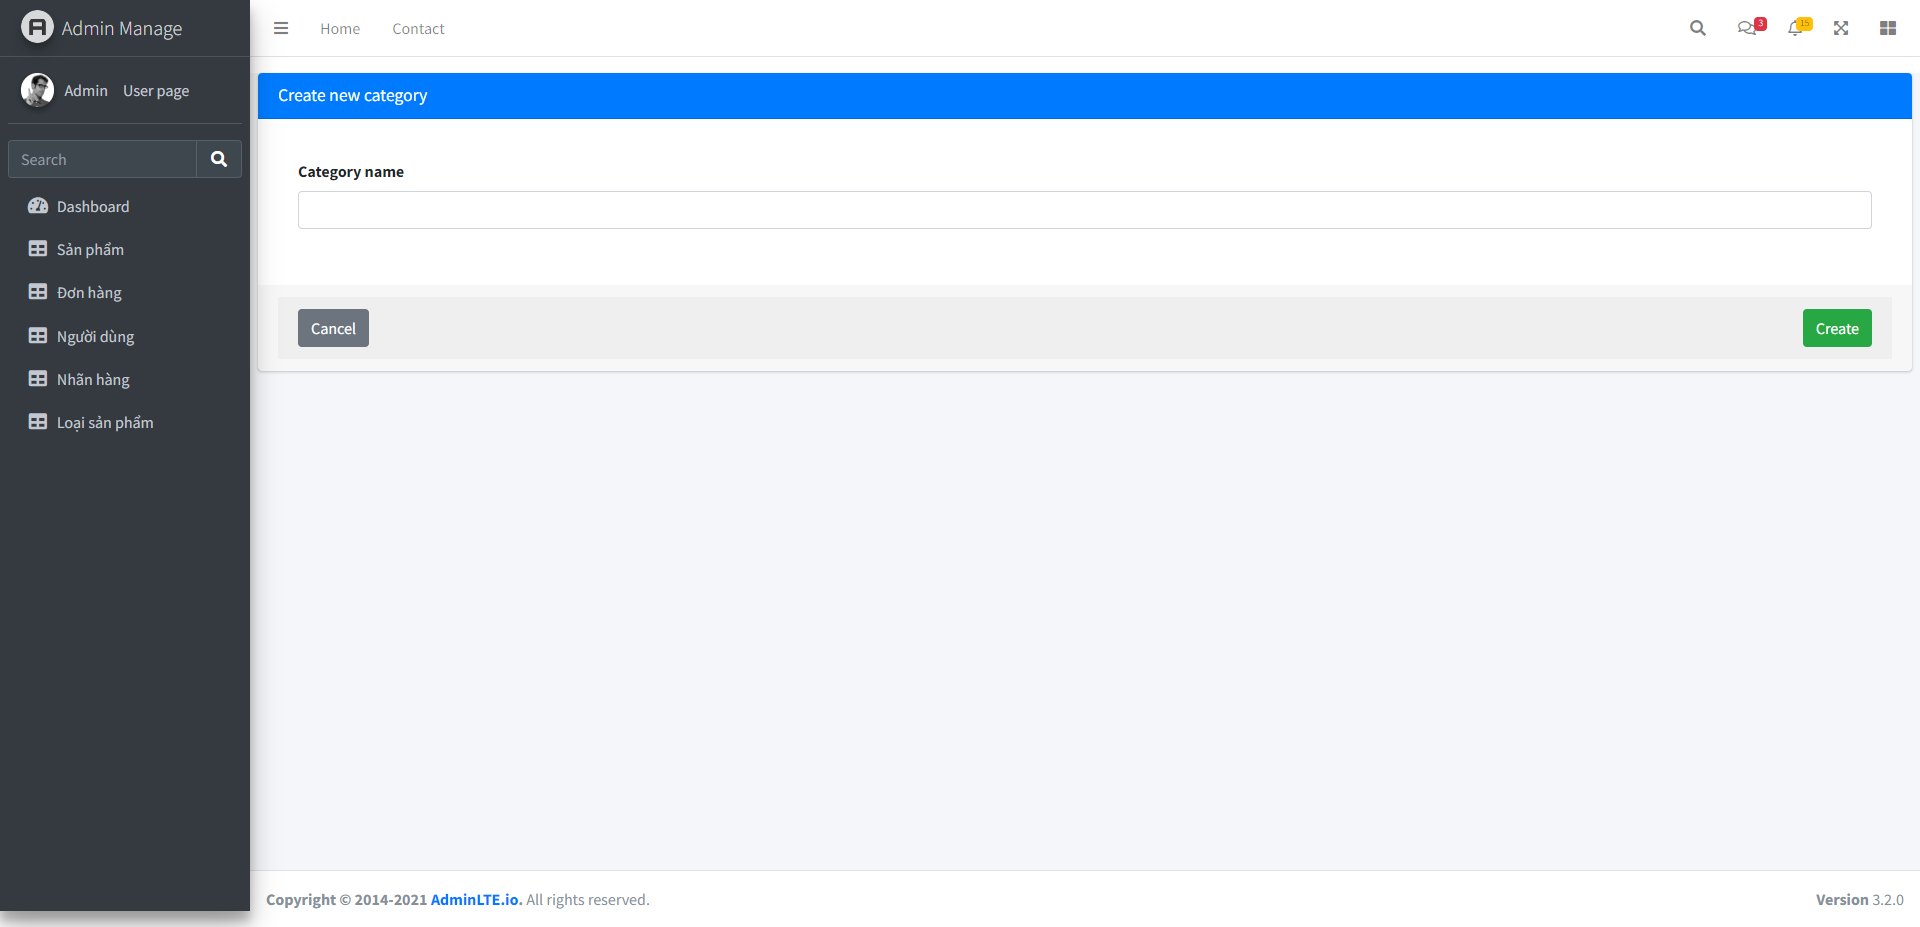 Admin Manage
Home
Contact
3
15
Admin
User page
Search
Dashboard
Sản phẩm
Đơn hàng
Người dùng
Nhãn hàng
Loại sản phẩm
Create new category
Category name
Cancel
Create
Copyright © 2014-2021 AdminLTE.io. All rights reserved.
Version 3.2.0